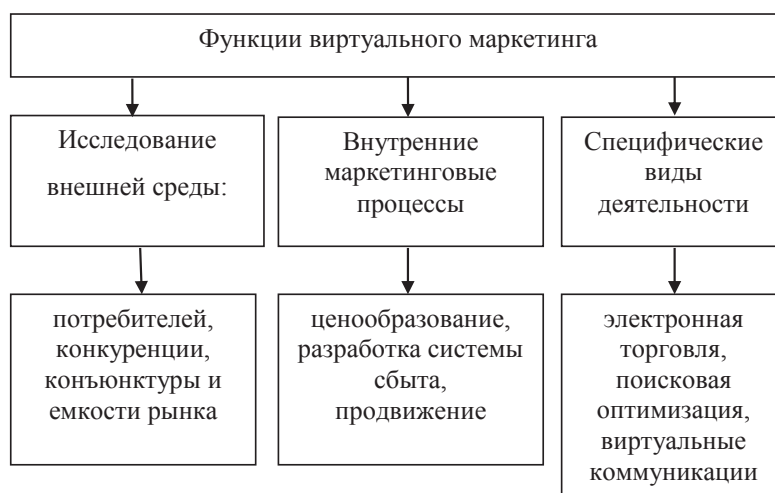 Функции виртуального маркетинга
Исследование
внешней среды:
Внутренние
маркетинговые
процессы
Специфические
виды
деятельности
потребителей,
конкуренции,
конъюнктуры и
емкости рынка
ценообразование,
разработка системы
сбыта,
продвижение
электронная
торговля,
поисковая
оптимизация,
виртуальные
коммуникации